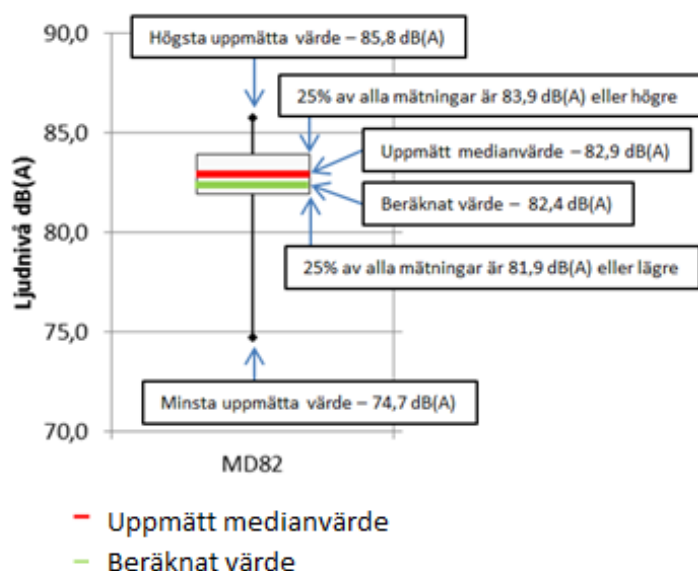 90,0
Högsta uppmätta värde – 85,8 dB(A)
25% av alla mätningar är 83,9 dB(A) eller högre
85,0
Uppmätt medianvärde – 82,9 dB(A)
Beräknat värde – 82,4 dB(A)
80,0
25% av alla mätningar är 81,9 dB(A) eller lägre
Ljudnivå dB(A)
75,0
Minsta uppmätta värde – 74,7 dB(A)
70,0
MD82
Uppmätt medianvärde
Beräknat värde